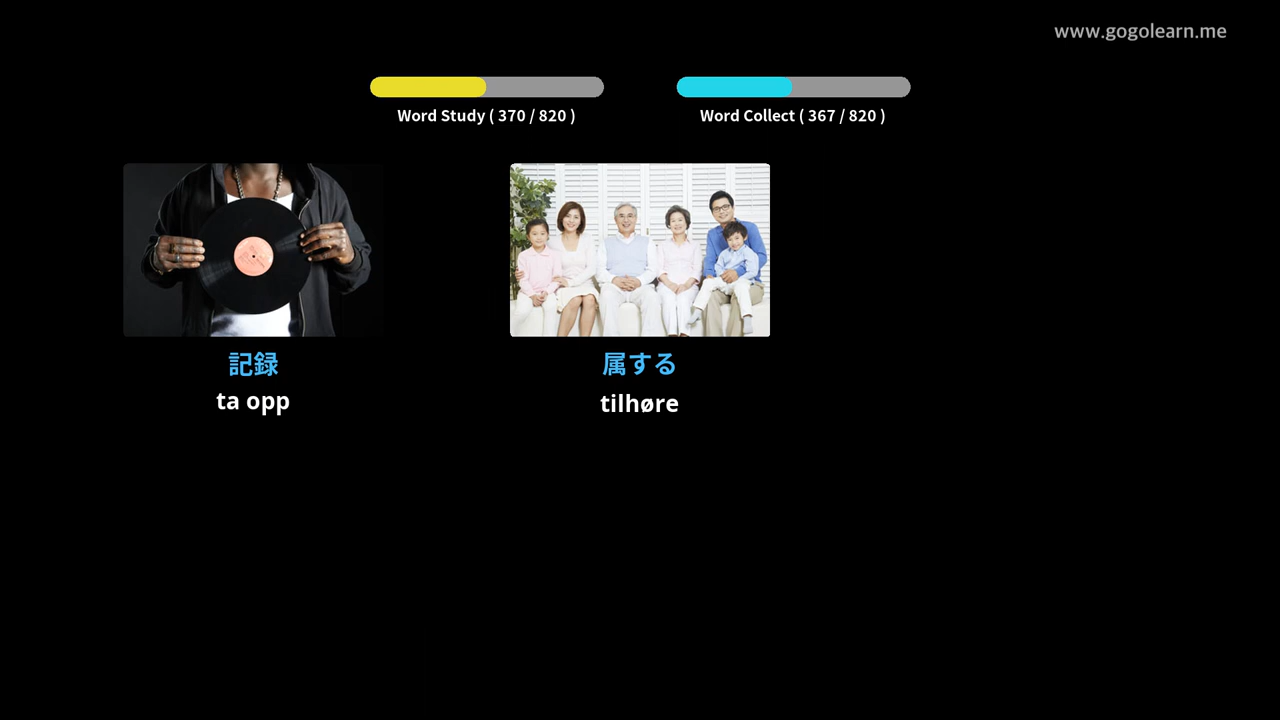 www.gogolearn.me
Word Study ( 370 / 820 )
Word Collect ( 367 / 820 )
記録
ta opp
属する
tilhøre